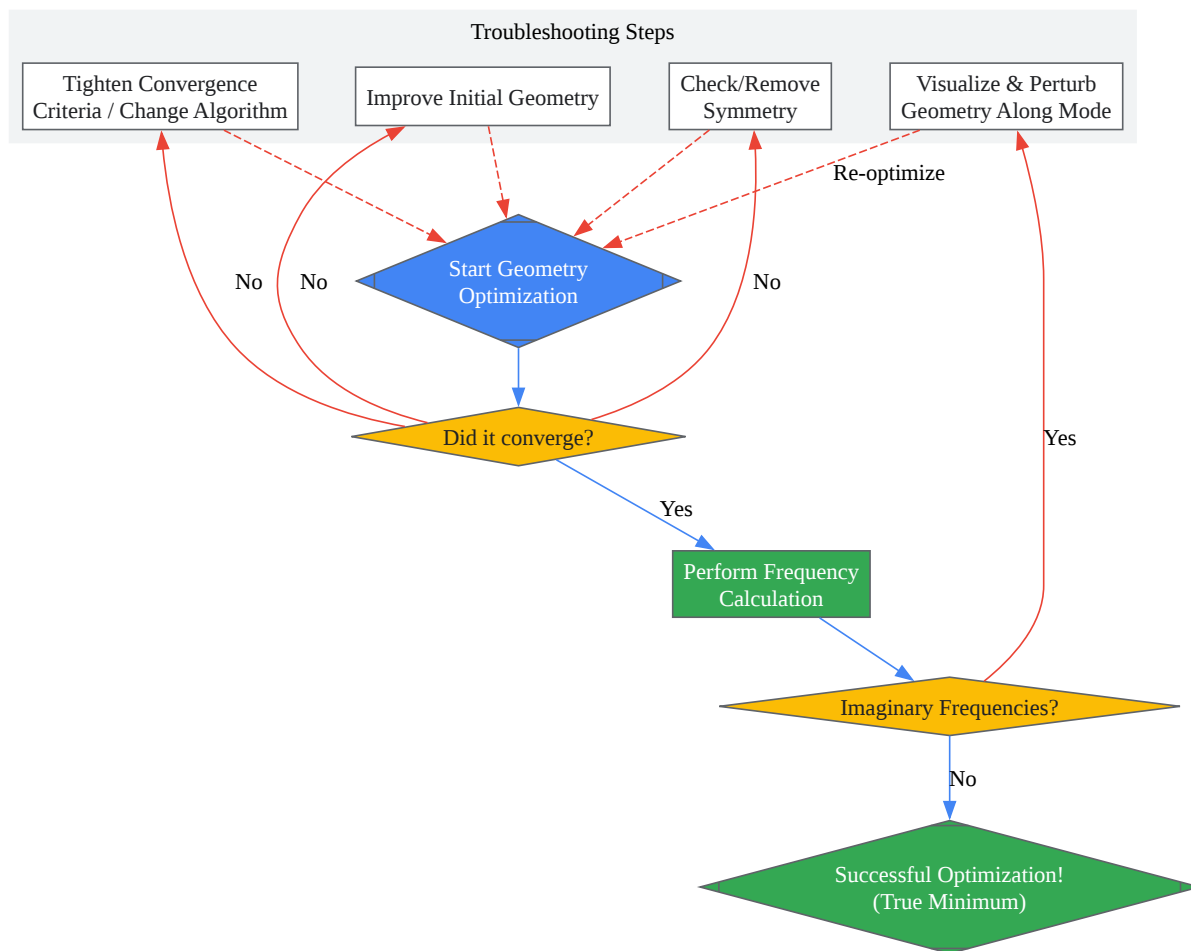 Troubleshooting Steps
Tighten Convergence
Criteria / Change Algorithm
Improve Initial Geometry
Check/Remove
Symmetry
Visualize & Perturb
Geometry Along Mode
Re-optimize
Start Geometry
Optimization
No
No
No
Did it converge?
Yes
Yes
Perform Frequency
Calculation
Imaginary Frequencies?
No
Successful Optimization!
(True Minimum)